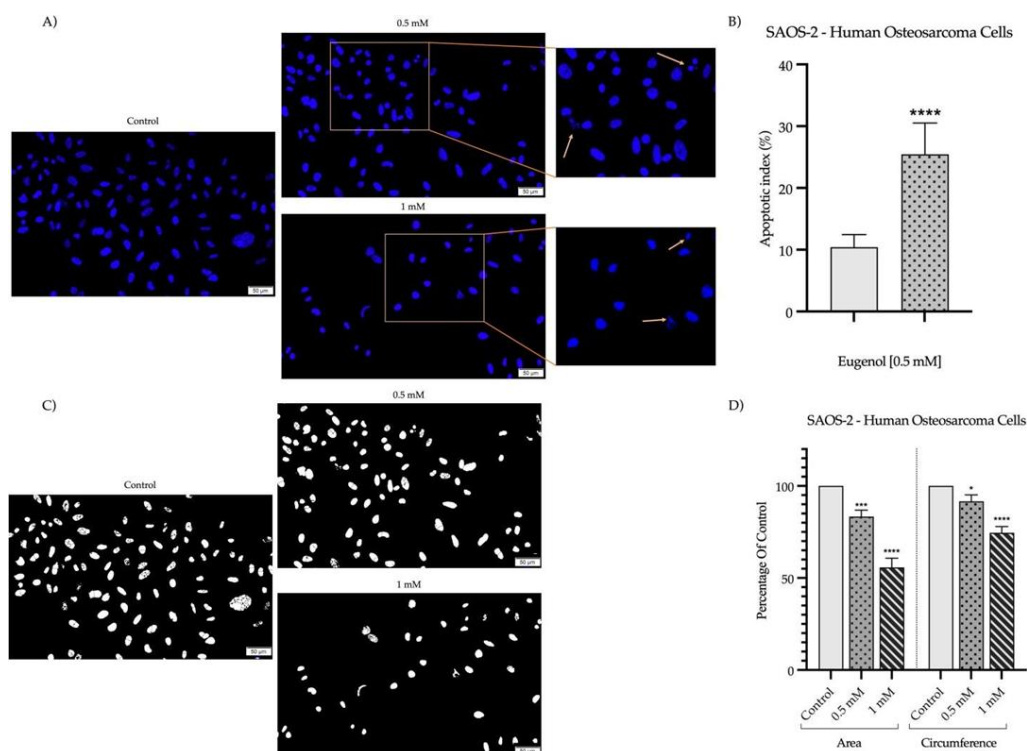 A)
0.5 mM
Control
50 µm
50 µm
1 mM
50 µm
B)
SAOS-2 - Human Osteosarcoma Cells
Apoptotic index (%)
40
30
20
10
0
****
Eugenol [0.5 mM]
C)
0.5 mM
Control
50 µm
50 µm
1 mM
50 µm
D)
SAOS-2 - Human Osteosarcoma Cells
Percentage Of Control
100
50
0
***
****
*
****
Control
0.5 mM
1 mM
Control
0.5 mM
1 mM
Area
Circumference